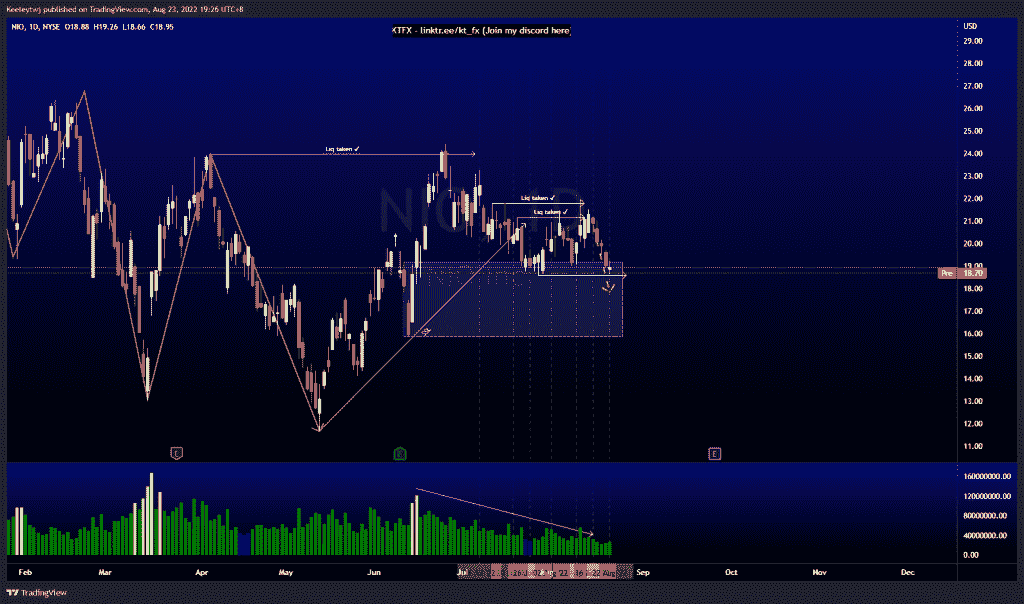 Keeleytwj published on TradingView.com, Aug 23, 2022 19:26 UTC+8
NIO, 1D, NYSE O18.88 H19.26 L18.66 C18.95
KTFX - linktr.ee/kt_fx (Join my discord here)
USD
29.00
28.00
27.00
26.00
25.00
24.00
23.00
22.00
21.00
20.00
19.00
Pre 18.70
18.00
17.00
16.00
15.00
14.00
13.00
12.00
11.00
Liq taken ✓
Liq taken ✓
Liq taken ✓
NIO, 1D
E
E
160000000.00
120000000.00
80000000.00
40000000.00
0.00
Feb Mar Apr May Jun Jul Aug Sep Oct Nov Dec
TradingView